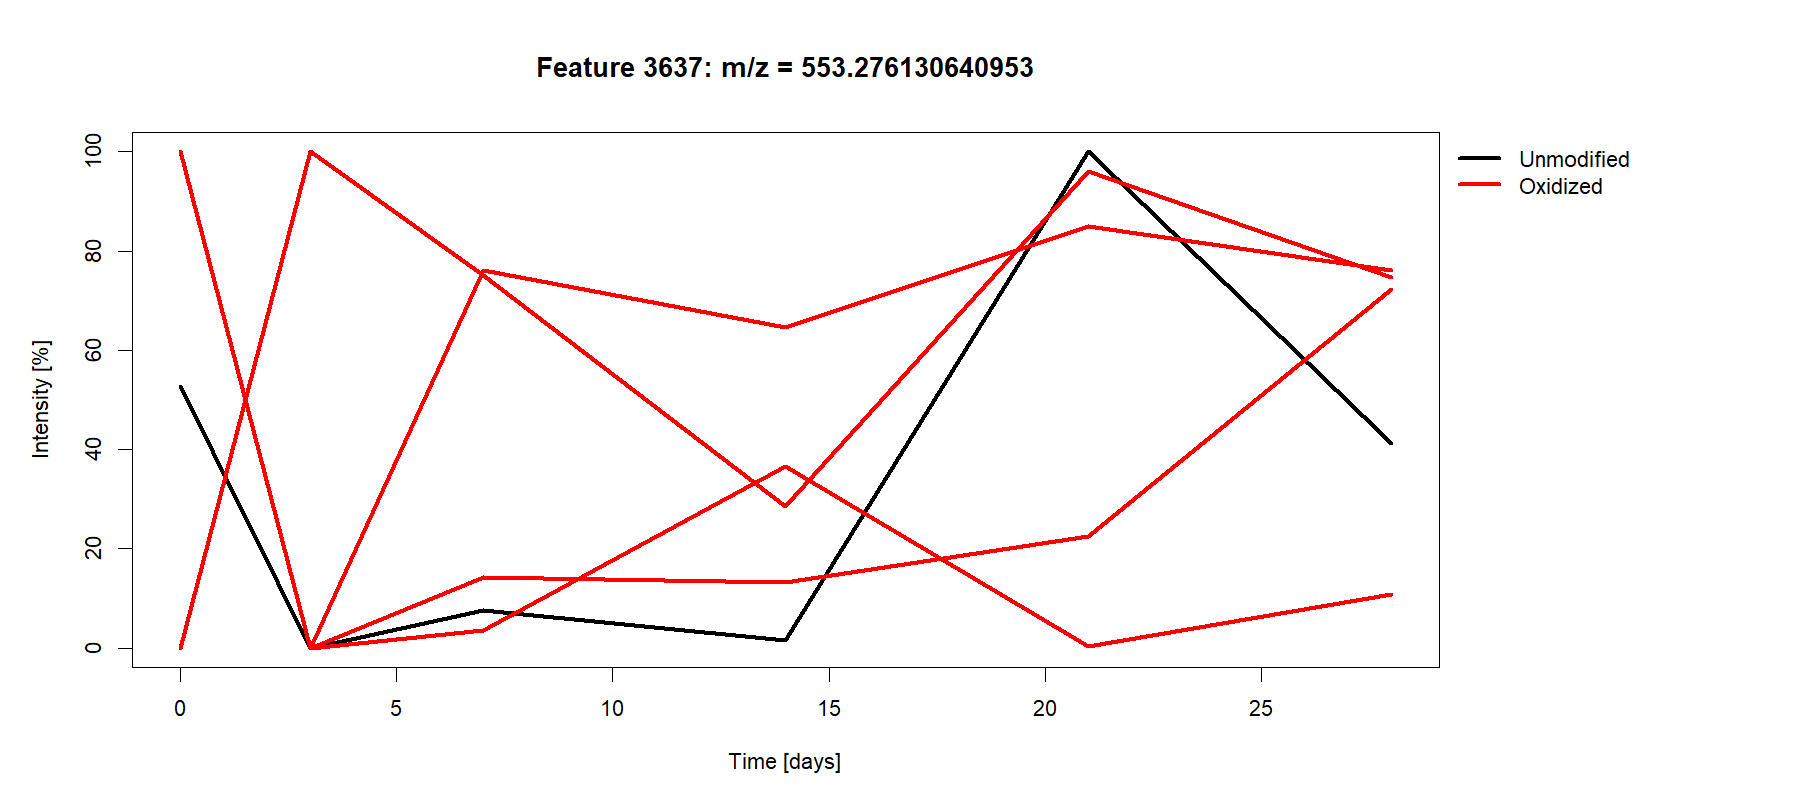 Feature 3637: m/z = 553.276130640953
Unmodified
Oxidized
Intensity [%]
100
80
60
40
20
0
0 5 10 15 20 25
Time [days]